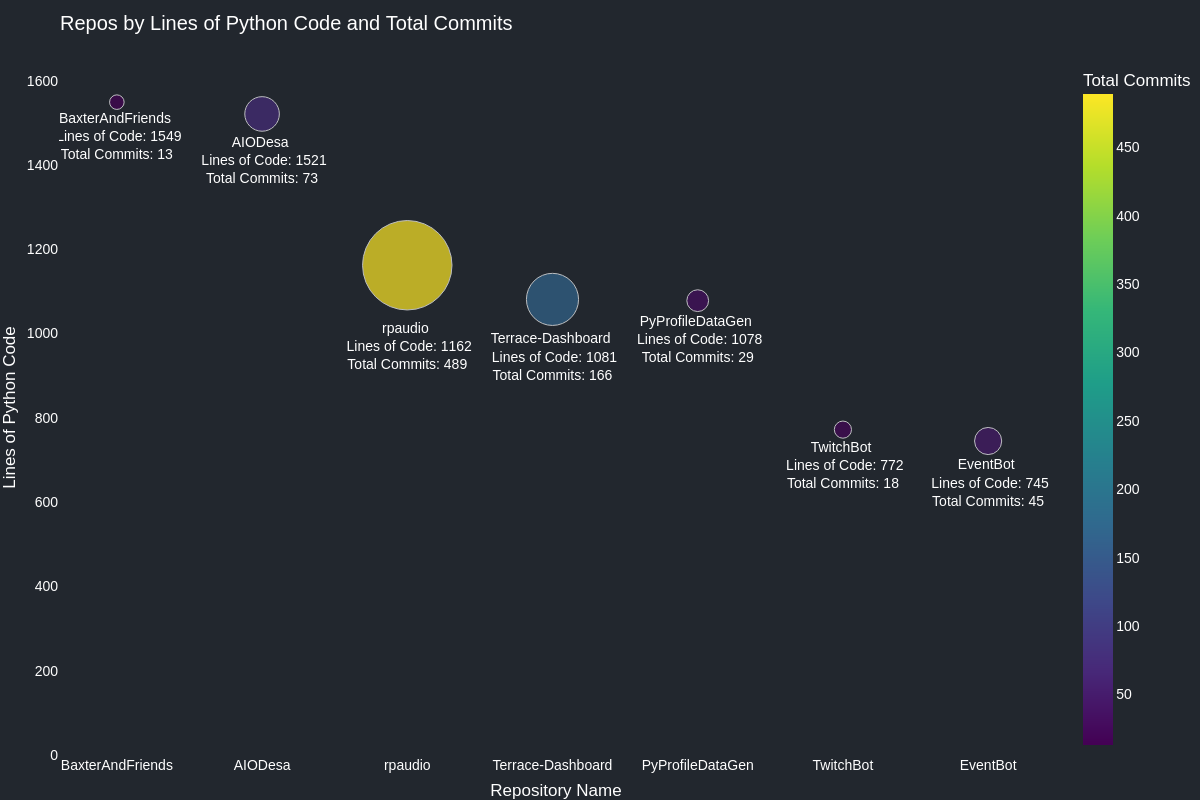 Repos by Lines of Python Code and Total Commits
Total Commits
1600
1400
1200
1000
800
600
400
200
0
Lines of Python Code
BaxterAndFriends
Lines of Code: 1549
Total Commits: 13
AIODesa
Lines of Code: 1521
Total Commits: 73
rpaudio
Lines of Code: 1162
Total Commits: 489
Terrace-Dashboard
Lines of Code: 1081
Total Commits: 166
PyProfileDataGen
Lines of Code: 1078
Total Commits: 29
TwitchBot
Lines of Code: 772
Total Commits: 18
EventBot
Lines of Code: 745
Total Commits: 45
450
400
350
300
250
200
150
100
50
BaxterAndFriends
AIODesa
rpaudio
Terrace-Dashboard
PyProfileDataGen
TwitchBot
EventBot
Repository Name